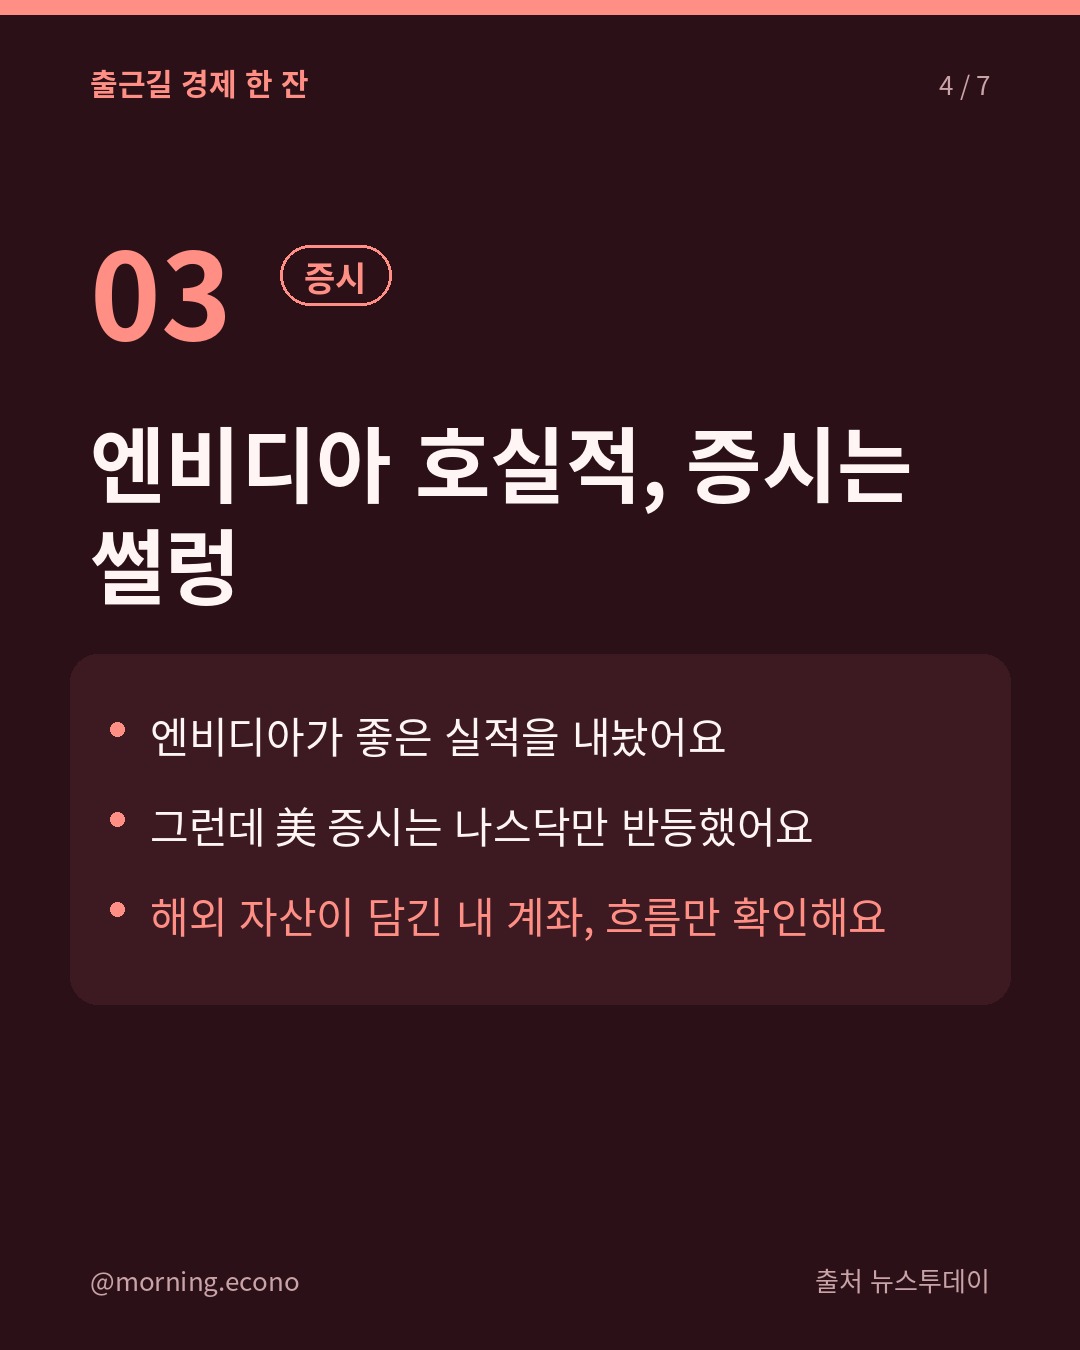 출근길 경제 한 잔
4 / 7
03
증시
엔비디아 호실적, 증시는
썰렁
엔비디아가 좋은 실적을 내놨어요
그런데 美 증시는 나스닥만 반등했어요
해외 자산이 담긴 내 계좌, 흐름만 확인해요
@morning.econo
출처 뉴스투데이